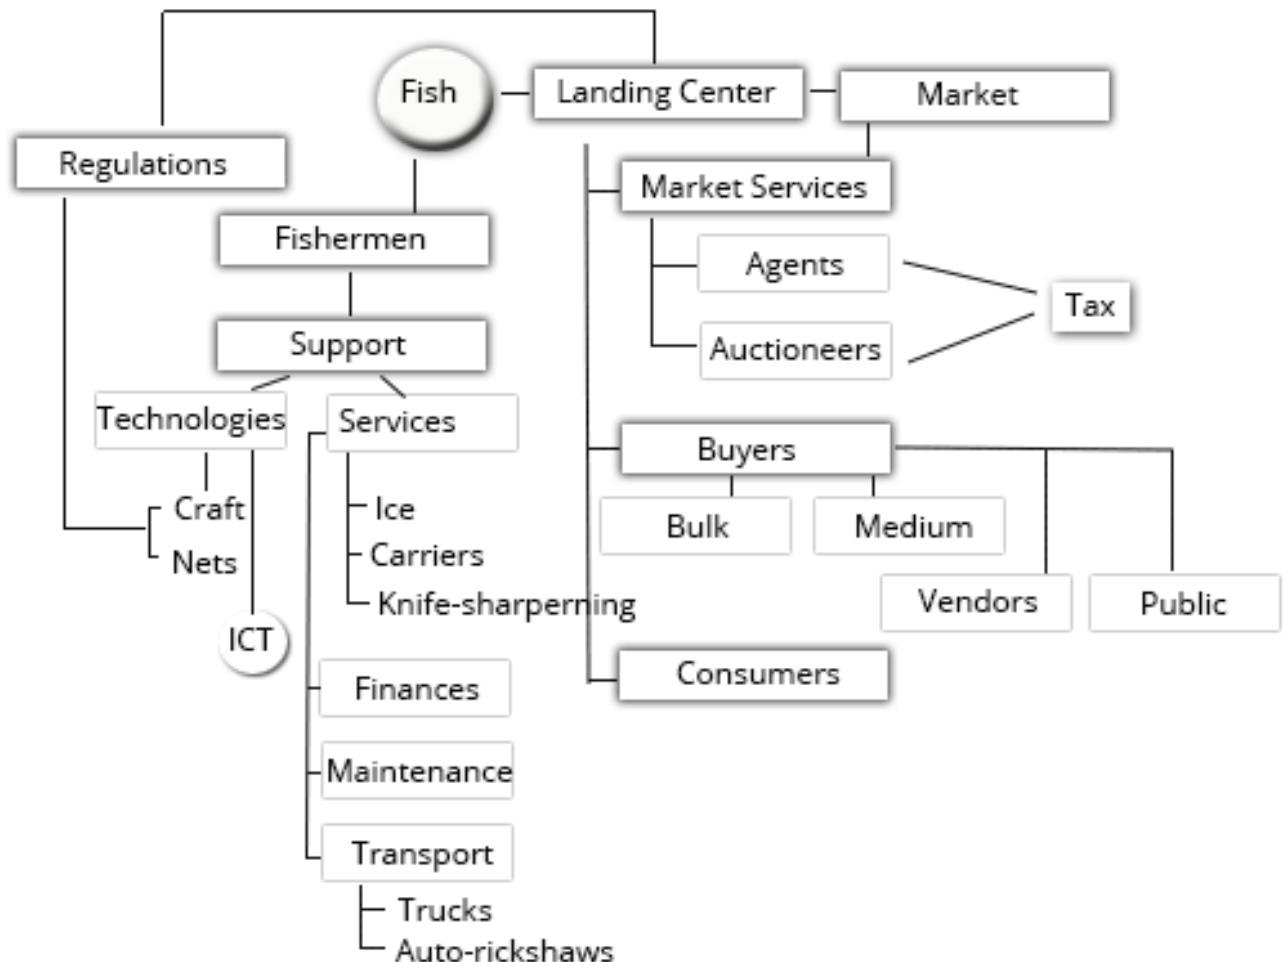 Fish
Landing Center
Market
Regulations
Market Services
Fishermen
Agents
Tax
Support
Auctioneers
Technologies
Services
Buyers
Craft
Ice
Bulk
Medium
Nets
Carriers
Knife-sharperning
Vendors
Public
ICT
Finances
Consumers
Maintenance
Transport
Trucks
Auto-rickshaws